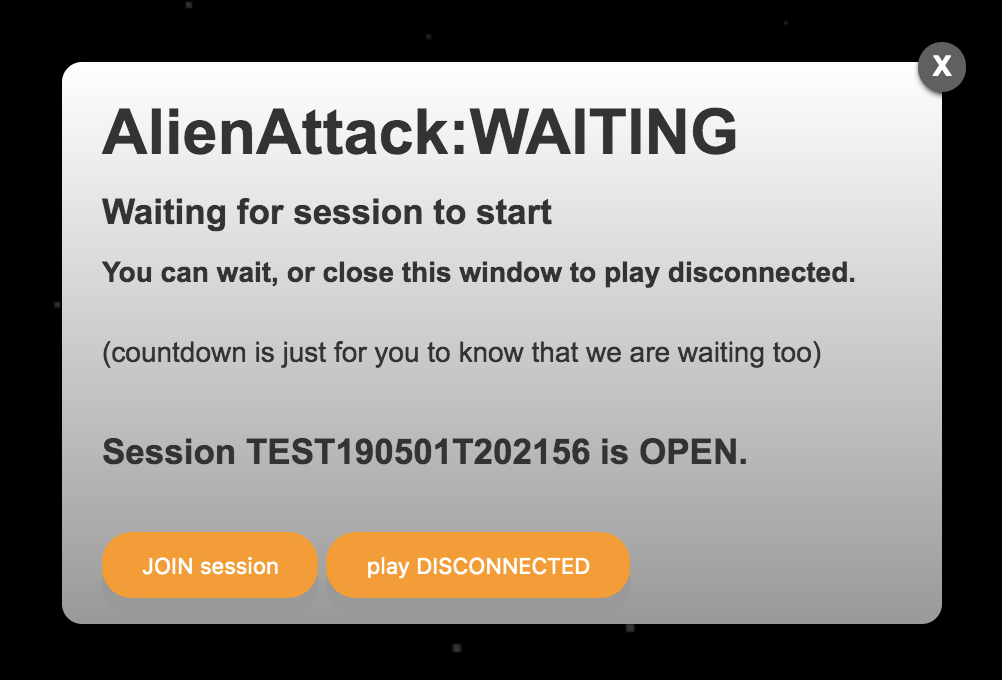 X
AlienAttack:WAITING
Waiting for session to start
You can wait, or close this window to play disconnected.
(countdown is just for you to know that we are waiting too)
Session TEST190501T202156 is OPEN.
JOIN session play DISCONNECTED